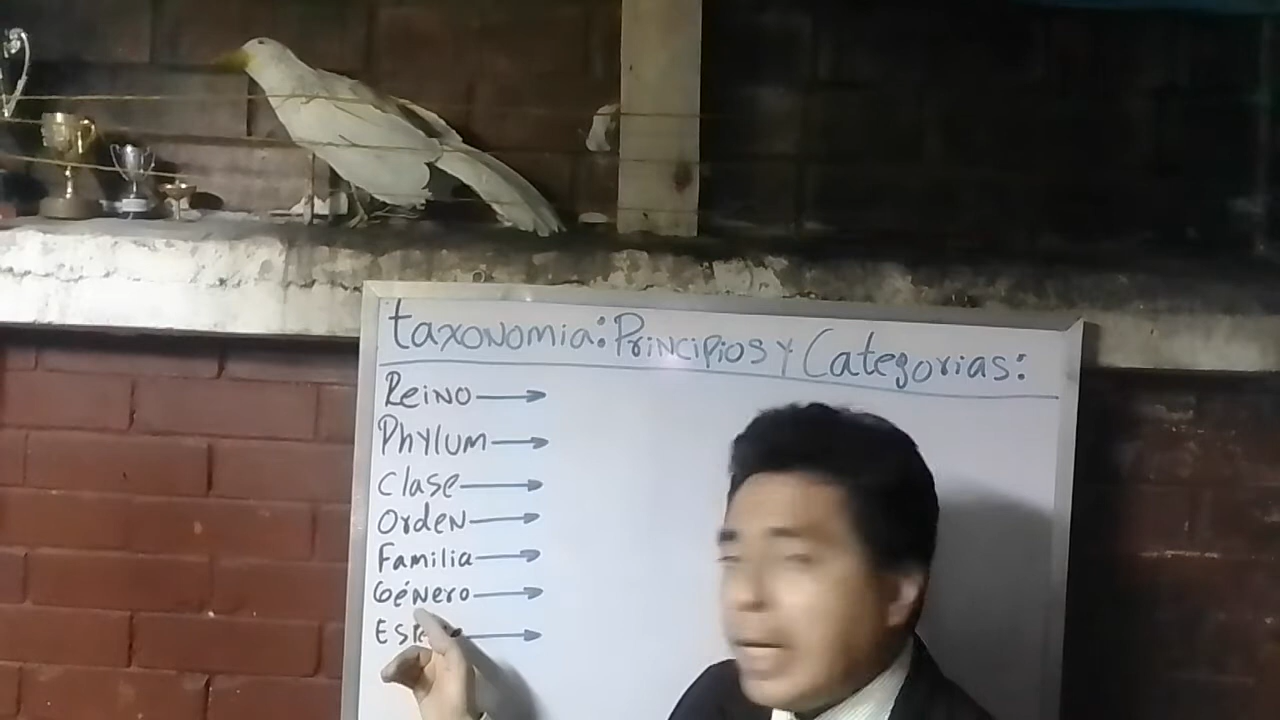 taxonomia: Principios y Categorias:
Reino
Phylum
Clase
Orden
Familia
Género